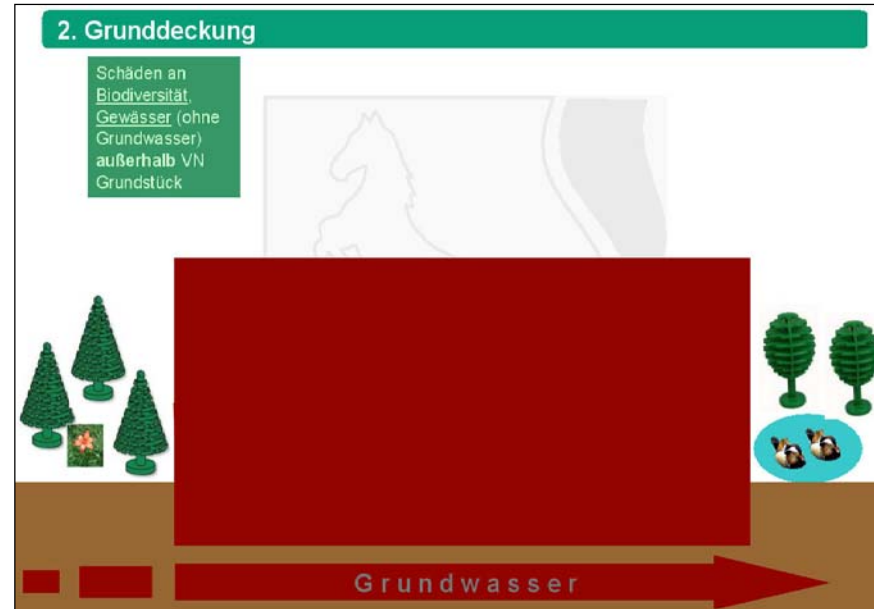 2. Grunddeckung
Schäden an
Biodiversität,
Gewässer (ohne
Grundwasser)
außerhalb VN
Grundstück
Grundwasser